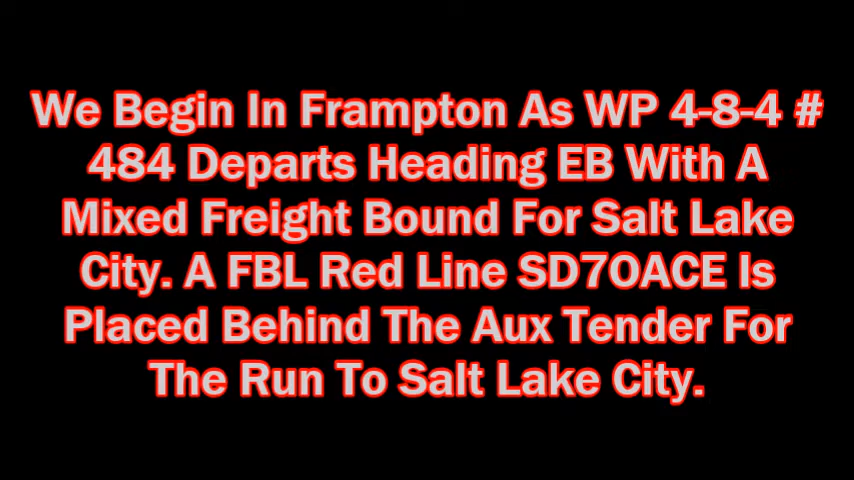 We Begin In Frampton As WP 4-8-4 #
484 Departs Heading EB With A
Mixed Freight Bound For Salt Lake
City. A FBL Red Line SD7OACE Is
Placed Behind The Aux Tender For
The Run To Salt Lake City.